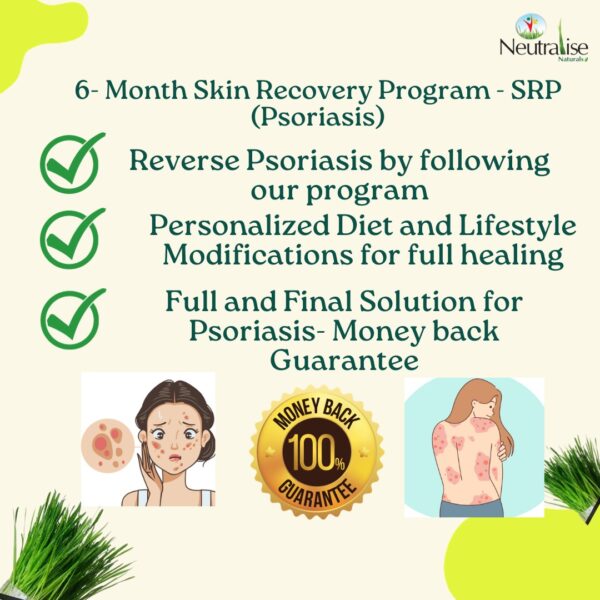 Neutralise
Naturals
6- Month Skin Recovery Program - SRP
(Psoriasis)
Reverse Psoriasis by following
our program
Personalized Diet and Lifestyle
Modifications for full healing
Full and Final Solution for
Psoriasis- Money back
Guarantee
MONEY BACK
100%
GUARANTEE